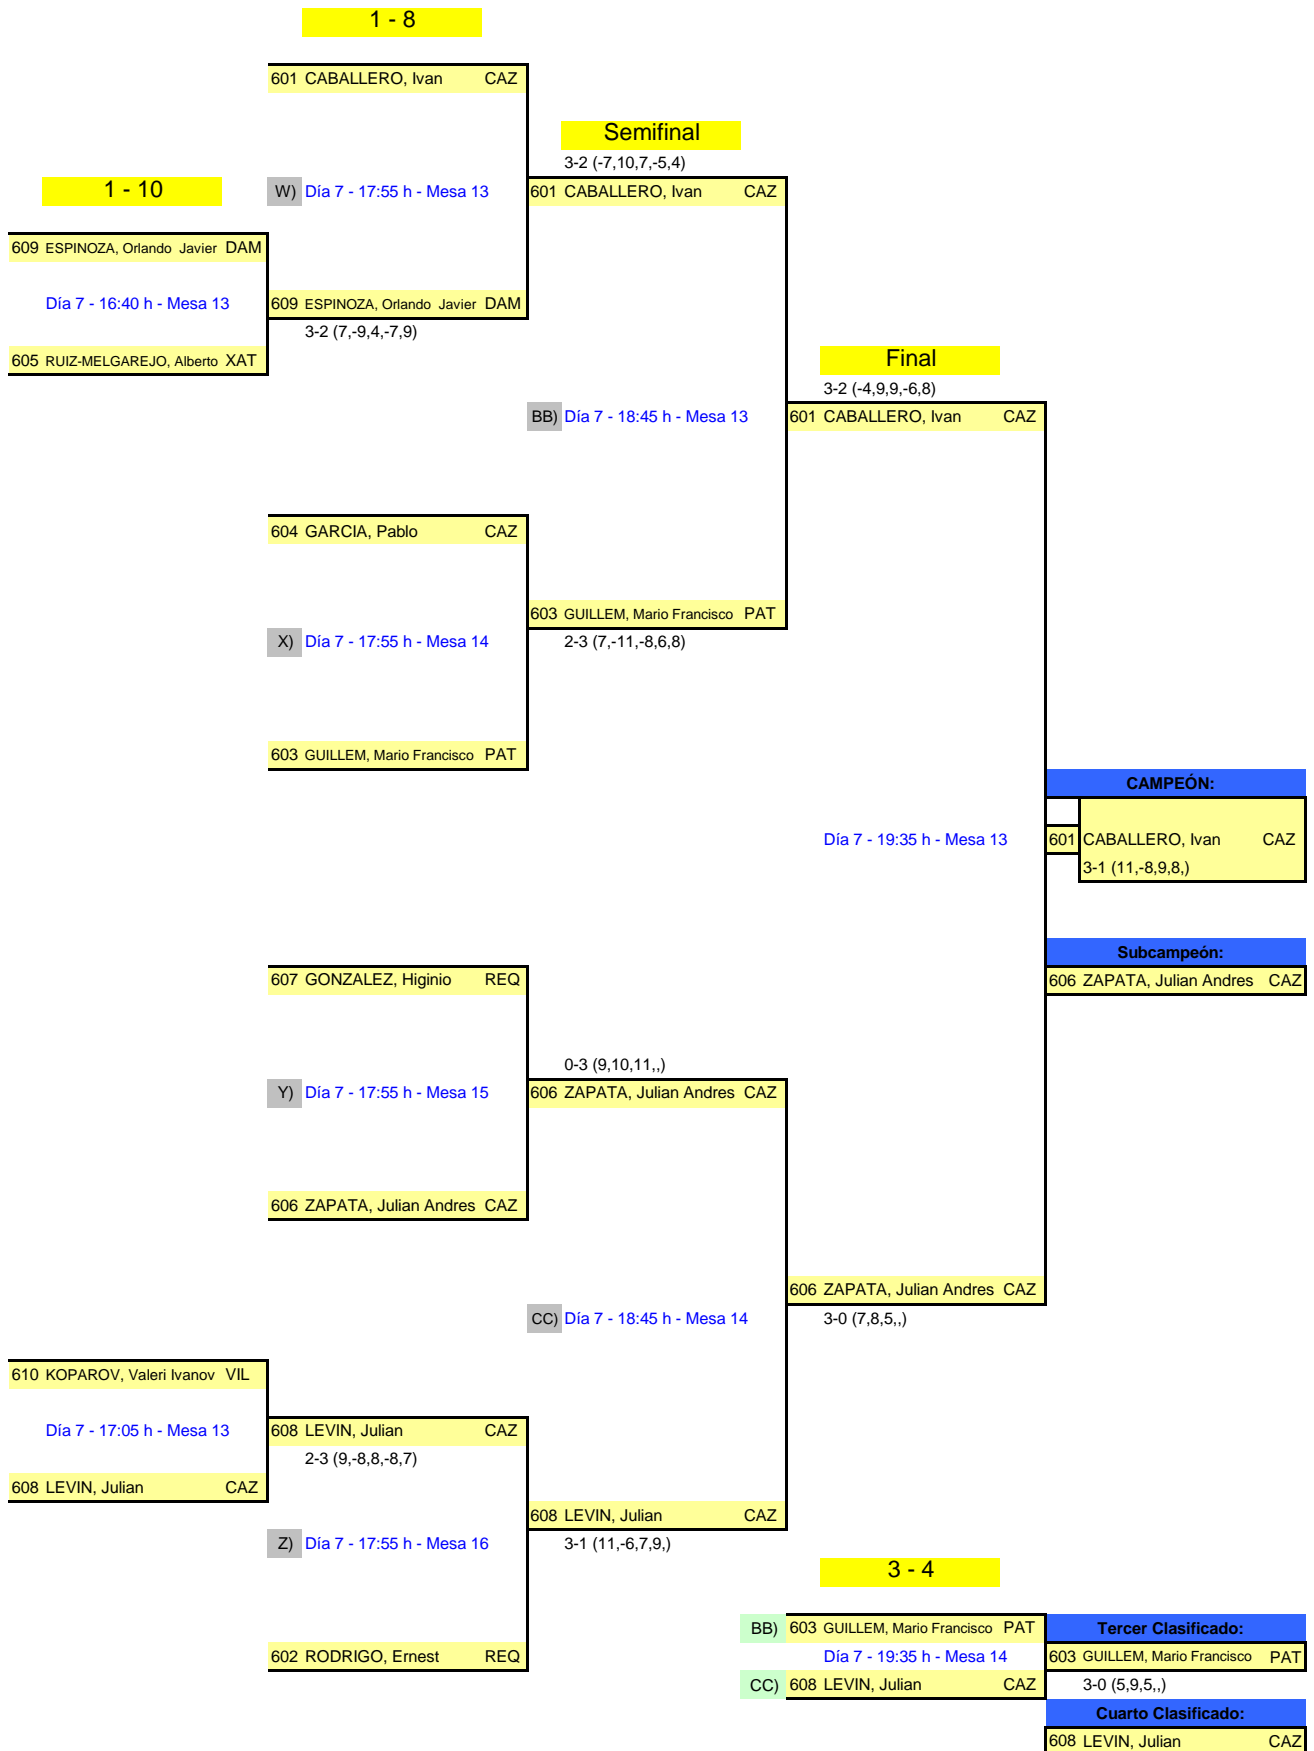 1 - 8
601 CABALLERO, Ivan CAZ
Semifinal
3-2 (-7,10,7,-5,4)
1 - 10
W) Día 7 - 17:55 h - Mesa 13
601 CABALLERO, Ivan CAZ
609 ESPINOZA, Orlando Javier DAM
Día 7 - 16:40 h - Mesa 13
609 ESPINOZA, Orlando Javier DAM
3-2 (7,-9,4,-7,9)
605 RUIZ-MELGAREJO, Alberto XAT
Final
3-2 (-4,9,9,-6,8)
BB) Día 7 - 18:45 h - Mesa 13
601 CABALLERO, Ivan CAZ
604 GARCIA, Pablo CAZ
603 GUILLEM, Mario Francisco PAT
X) Día 7 - 17:55 h - Mesa 14
2-3 (7,-11,-8,6,8)
603 GUILLEM, Mario Francisco PAT
CAMPEÓN:
Día 7 - 19:35 h - Mesa 13
601 CABALLERO, Ivan CAZ
3-1 (11,-8,9,8,)
Subcampeón:
607 GONZALEZ, Higinio REQ
606 ZAPATA, Julian Andres CAZ
0-3 (9,10,11,,)
Y) Día 7 - 17:55 h - Mesa 15
606 ZAPATA, Julian Andres CAZ
606 ZAPATA, Julian Andres CAZ
606 ZAPATA, Julian Andres CAZ
CC) Día 7 - 18:45 h - Mesa 14
3-0 (7,8,5,,)
610 KOPAROV, Valeri Ivanov VIL
Día 7 - 17:05 h - Mesa 13
608 LEVIN, Julian CAZ
2-3 (9,-8,8,-8,7)
608 LEVIN, Julian CAZ
608 LEVIN, Julian CAZ
Z) Día 7 - 17:55 h - Mesa 16
3-1 (11,-6,7,9,)
3 - 4
BB) 603 GUILLEM, Mario Francisco PAT
Tercer Clasificado:
602 RODRIGO, Ernest REQ
Día 7 - 19:35 h - Mesa 14
603 GUILLEM, Mario Francisco PAT
CC) 608 LEVIN, Julian CAZ
3-0 (5,9,5,,)
Cuarto Clasificado:
608 LEVIN, Julian CAZ